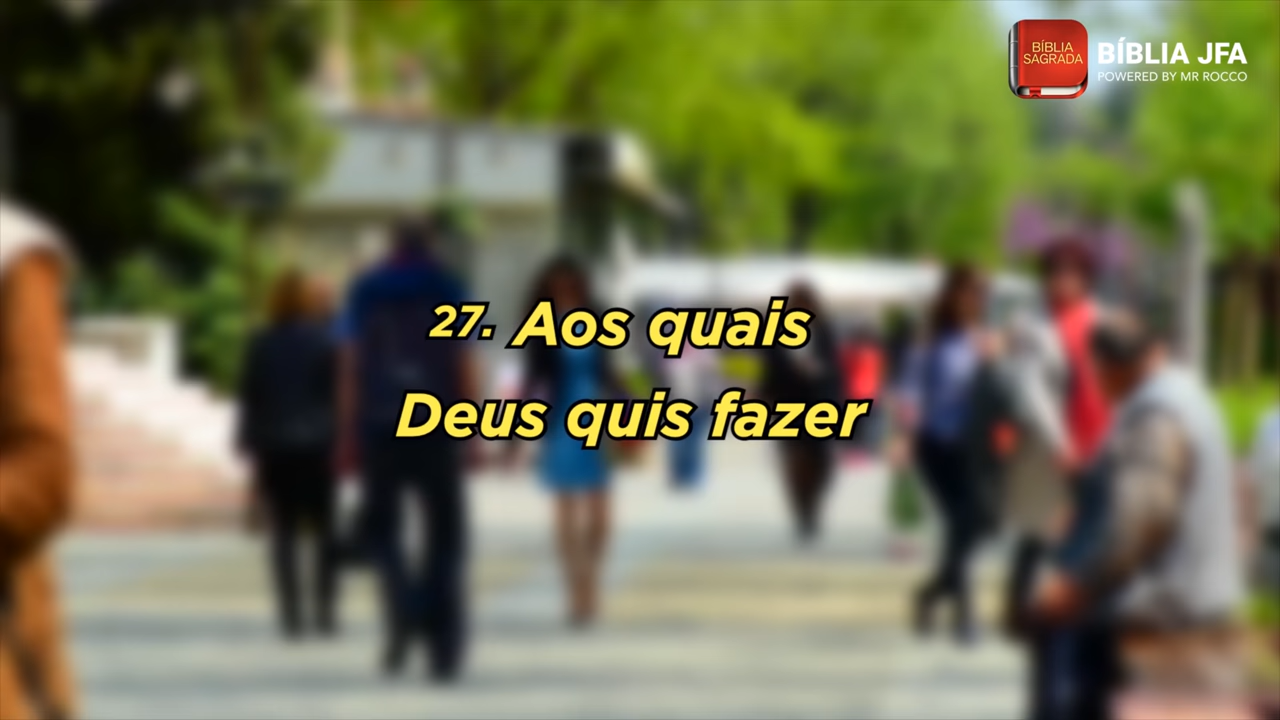 BÍBLIA
SAGRADA
BÍBLIA JFA
POWERED BY MR ROCCO
27. Aos quais
Deus quis fazer